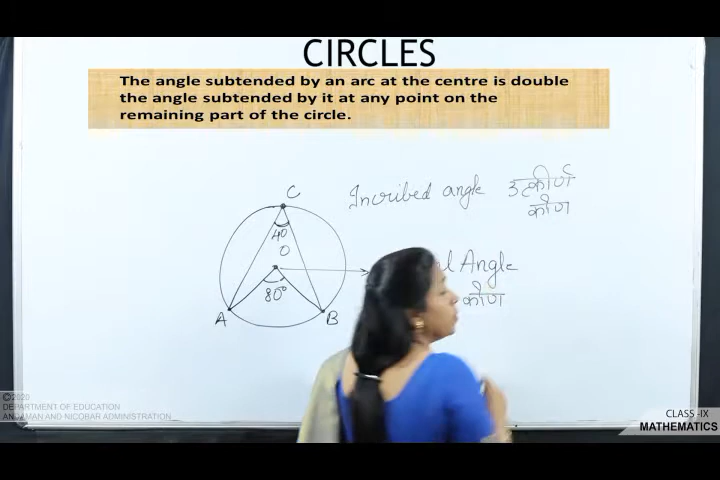 CIRCLES
The angle subtended by an arc at the centre is double
the angle subtended by it at any point on the
remaining part of the circle.
C
Incribed angle उत्कीर्ण
कोण
40
O
Angle
80°
कोण
A
B
©2020
DEPARTMENT OF EDUCATION
ANDAMAN AND NICOBAR ADMINISTRATION
CLASS -IX
MATHEMATICS